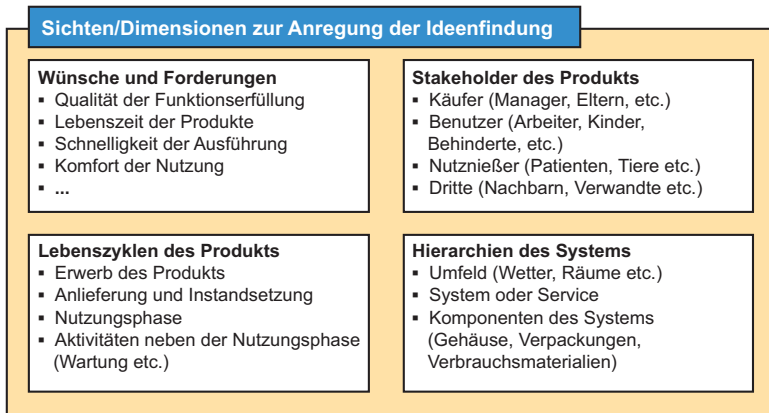 Sichten/Dimensionen zur Anregung der Ideenfindung
Wünsche und Forderungen
▪ Qualität der Funktionserfüllung
▪ Lebenszeit der Produkte
▪ Schnelligkeit der Ausführung
▪ Komfort der Nutzung
▪ ...
Stakeholder des Produkts
▪ Käufer (Manager, Eltern, etc.)
▪ Benutzer (Arbeiter, Kinder,
Behinderte, etc.)
▪ Nutznießer (Patienten, Tiere etc.)
▪ Dritte (Nachbarn, Verwandte etc.)
Lebenszyklen des Produkts
▪ Erwerb des Produkts
▪ Anlieferung und Instandsetzung
▪ Nutzungsphase
▪ Aktivitäten neben der Nutzungsphase
(Wartung etc.)
Hierarchien des Systems
▪ Umfeld (Wetter, Räume etc.)
▪ System oder Service
▪ Komponenten des Systems
(Gehäuse, Verpackungen,
Verbrauchsmaterialien)